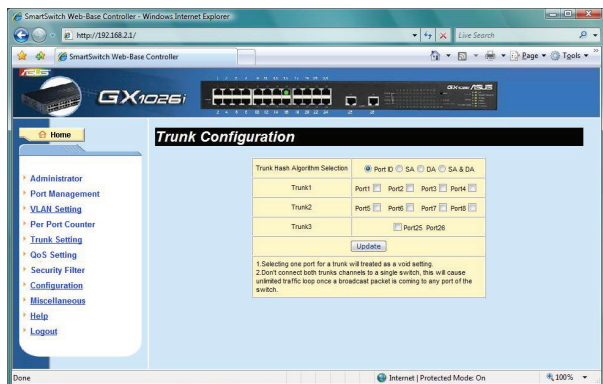 SmartSwitch Web-Base Controller - Windows Internet Explorer
http://192.168.2.1/
Live Search
SmartSwitch Web-Base Controller
Page Tools
ASUS
GX1026i
GX1026i ASUS
Home
Trunk Configuration
Administrator
Port Management
VLAN Setting
Per Port Counter
Trunk Setting
QoS Setting
Security Filter
Configuration
Miscellaneous
Help
Logout
Trunk Hash Algorithm Selection Port ID SA DA SA & DA
Trunk1 Port1 Port2 Port3 Port4
Trunk2 Port5 Port6 Port7 Port8
Trunk3 Port25 Port26
Update
1.Selecting one port for a trunk will treated as a void setting.
2.Don't connect both trunks channels to a single switch, this will cause
unlimited traffic loop once a broadcast packet is coming to any port of the
switch.
Done
Internet | Protected Mode: On
100%